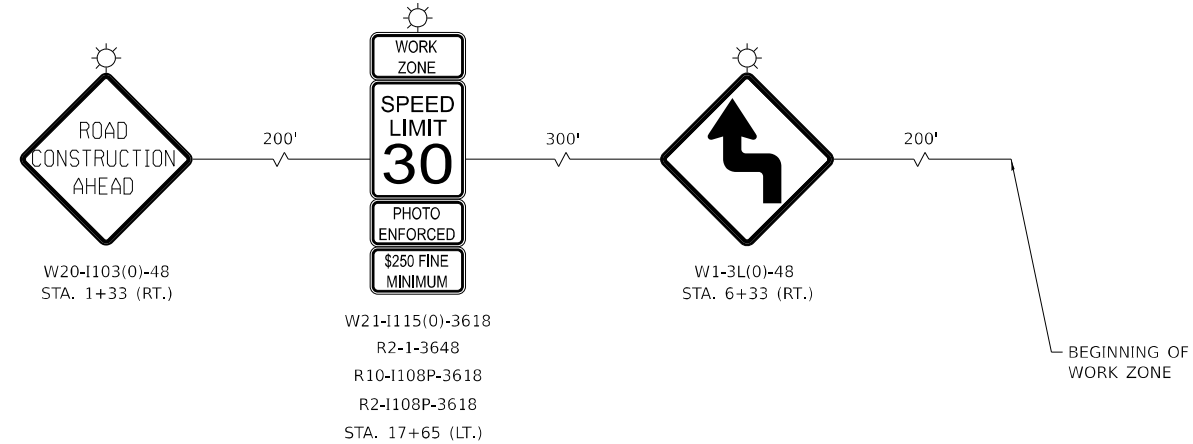 ROAD
CONSTRUCTION
AHEAD
W20-I103(0)-48
STA. 1+33 (RT.)
200'
WORK
ZONE
SPEED
LIMIT
30
PHOTO
ENFORCED
$250 FINE
MINIMUM
W21-I115(0)-3618
R2-1-3648
R10-I108P-3618
R2-I108P-3618
STA. 17+65 (LT.)
300'
W1-3L(0)-48
STA. 6+33 (RT.)
200'
BEGINNING OF
WORK ZONE